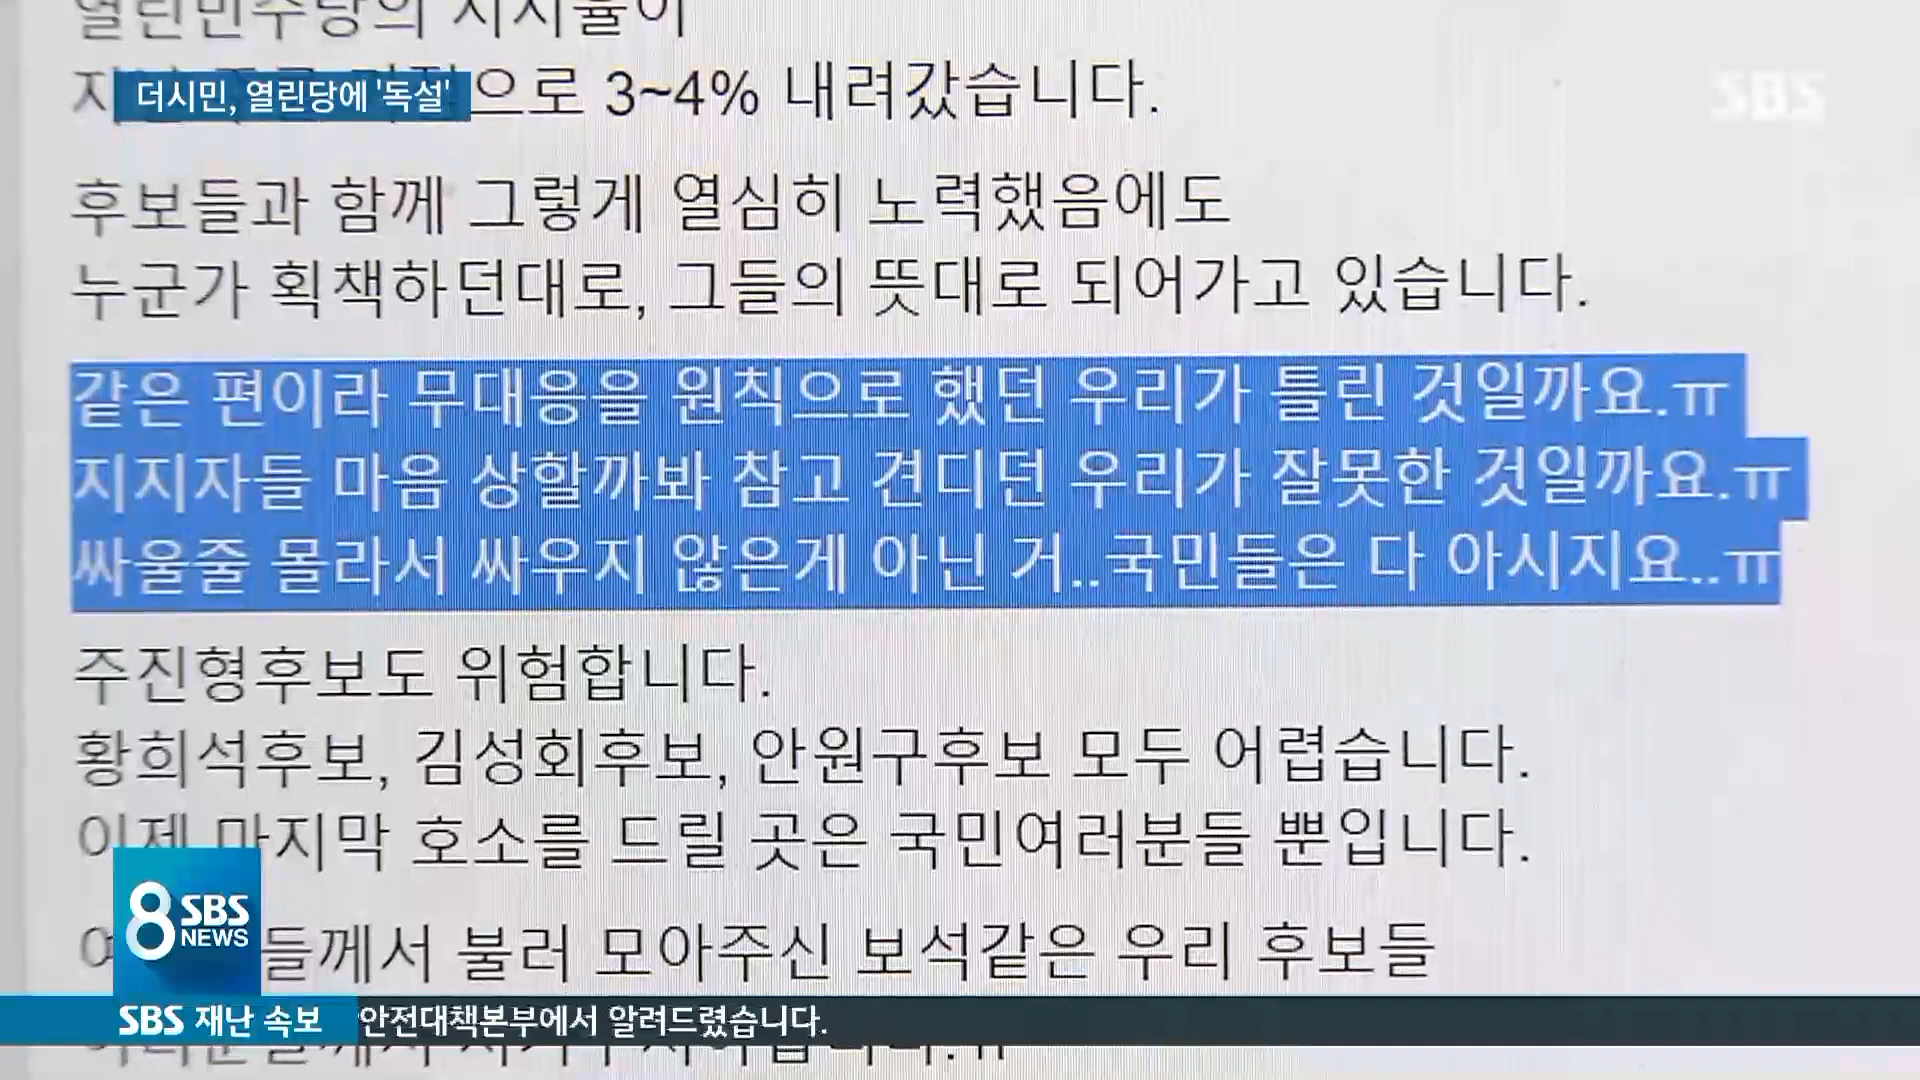 열린민주당의 지지율이
으로 3~4% 내려갔습니다.
더시민, 열린당에 '독설'
SBS
후보들과 함께 그렇게 열심히 노력했음에도
누군가 획책하던대로, 그들의 뜻대로 되어가고 있습니다.
같은 편이라 무대응을 원칙으로 했던 우리가 틀린 것일까요.ㅠ
지지자들 마음 상할까봐 참고 견디던 우리가 잘못한 것일까요.ㅠ
싸울줄 몰라서 싸우지 않은게 아닌 거..국민들은 다 아시지요..ㅠ
주진형후보도 위험합니다.
황희석후보, 김성회후보, 안원구후보 모두 어렵습니다.
이제 마지막 호소를 드릴 곳은 국민여러분들 뿐입니다.
들께서 불러 모아주신 보석같은 우리 후보들
8 SBS NEWS
SBS 재난 속보 안전대책본부에서 알려드렸습니다.